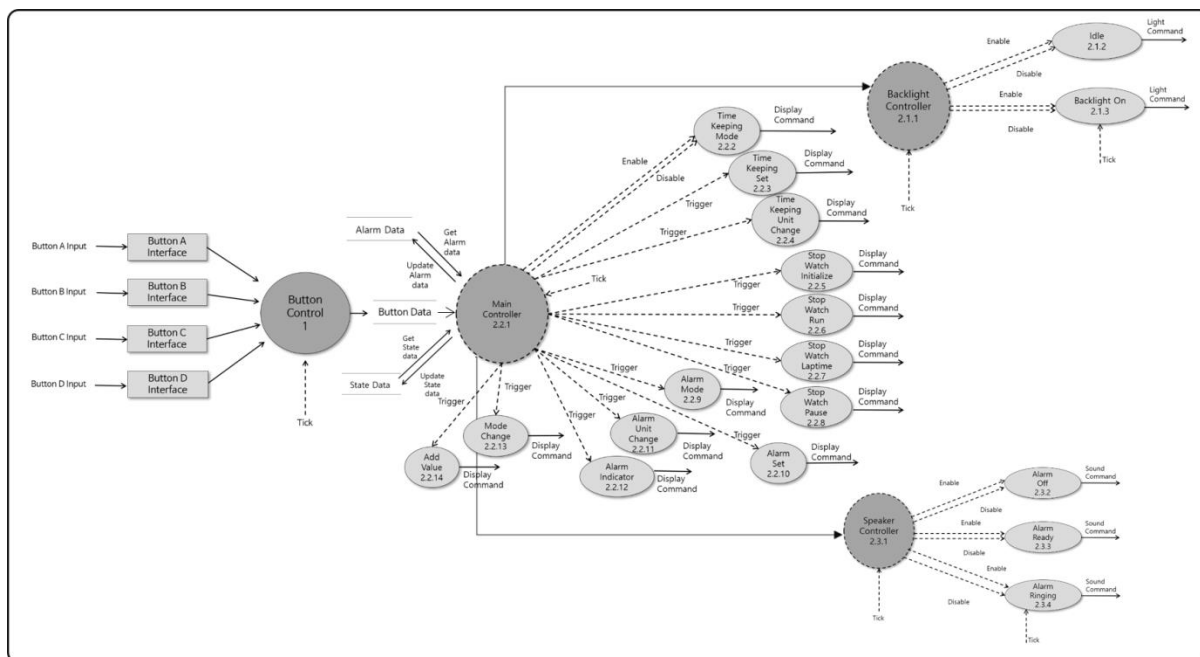 Button A Input
Button A
Interface
Button B Input
Button B
Interface
Button C Input
Button C
Interface
Button D Input
Button D
Interface
Button
Control
1
Tick
Alarm Data
Get
Alarm
data
Update
Alarm
data
Button Data
Get
State
data
State Data
Update
State
data
Main
Controller
2.2.1
Tick
Enable
Disable
Time
Keeping
Mode
2.2.2
Display
Command
Trigger
Time
Keeping
Set
2.2.3
Display
Command
Trigger
Time
Keeping
Unit
Change
2.2.4
Display
Command
Trigger
Stop
Watch
Initialize
2.2.5
Display
Command
Trigger
Stop
Watch
Run
2.2.6
Display
Command
Trigger
Stop
Watch
Laptime
2.2.7
Display
Command
Trigger
Stop
Watch
Pause
2.2.8
Display
Command
Trigger
Alarm
Mode
2.2.9
Display
Command
Trigger
Alarm
Set
2.2.10
Display
Command
Trigger
Alarm
Unit
Change
2.2.11
Display
Command
Trigger
Alarm
Indicator
2.2.12
Display
Command
Trigger
Mode
Change
2.2.13
Display
Command
Trigger
Add
Value
2.2.14
Display
Command
Backlight
Controller
2.1.1
Tick
Enable
Disable
Idle
2.1.2
Light
Command
Enable
Disable
Backlight On
2.1.3
Light
Command
Tick
Speaker
Controller
2.3.1
Tick
Enable
Disable
Alarm
Off
2.3.2
Sound
Command
Enable
Disable
Alarm
Ready
2.3.3
Sound
Command
Enable
Disable
Alarm
Ringing
2.3.4
Sound
Command
Tick